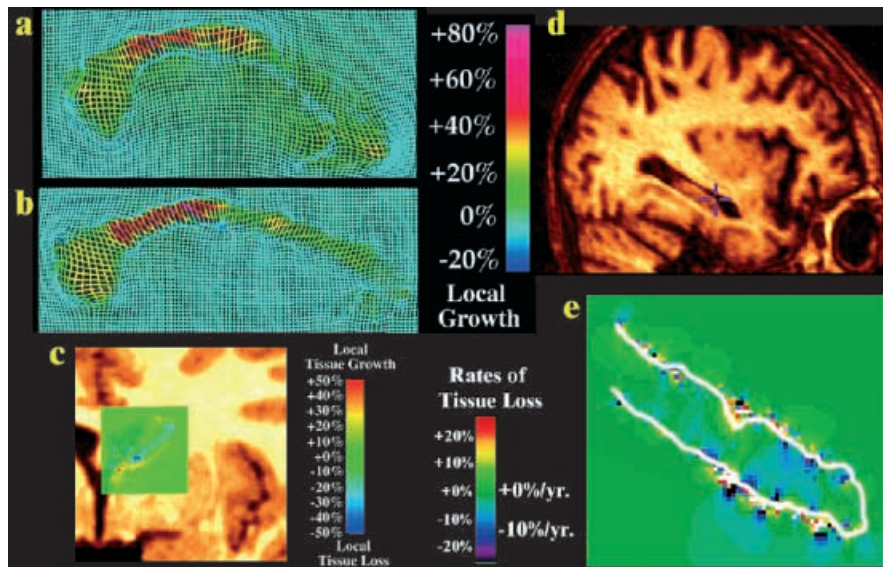 a
b
+80%
+60%
+40%
+20%
0%
-20%
Local
Growth
d
e
c
Local
Tissue Growth
+50%
+40%
+30%
+20%
+10%
+0%
-10%
-20%
-30%
-40%
-50%
Local
Tissue Loss
Rates of
Tissue Loss
+20%
+10%
+0%
-10%
-20%
+0%/yr.
-10%/yr.